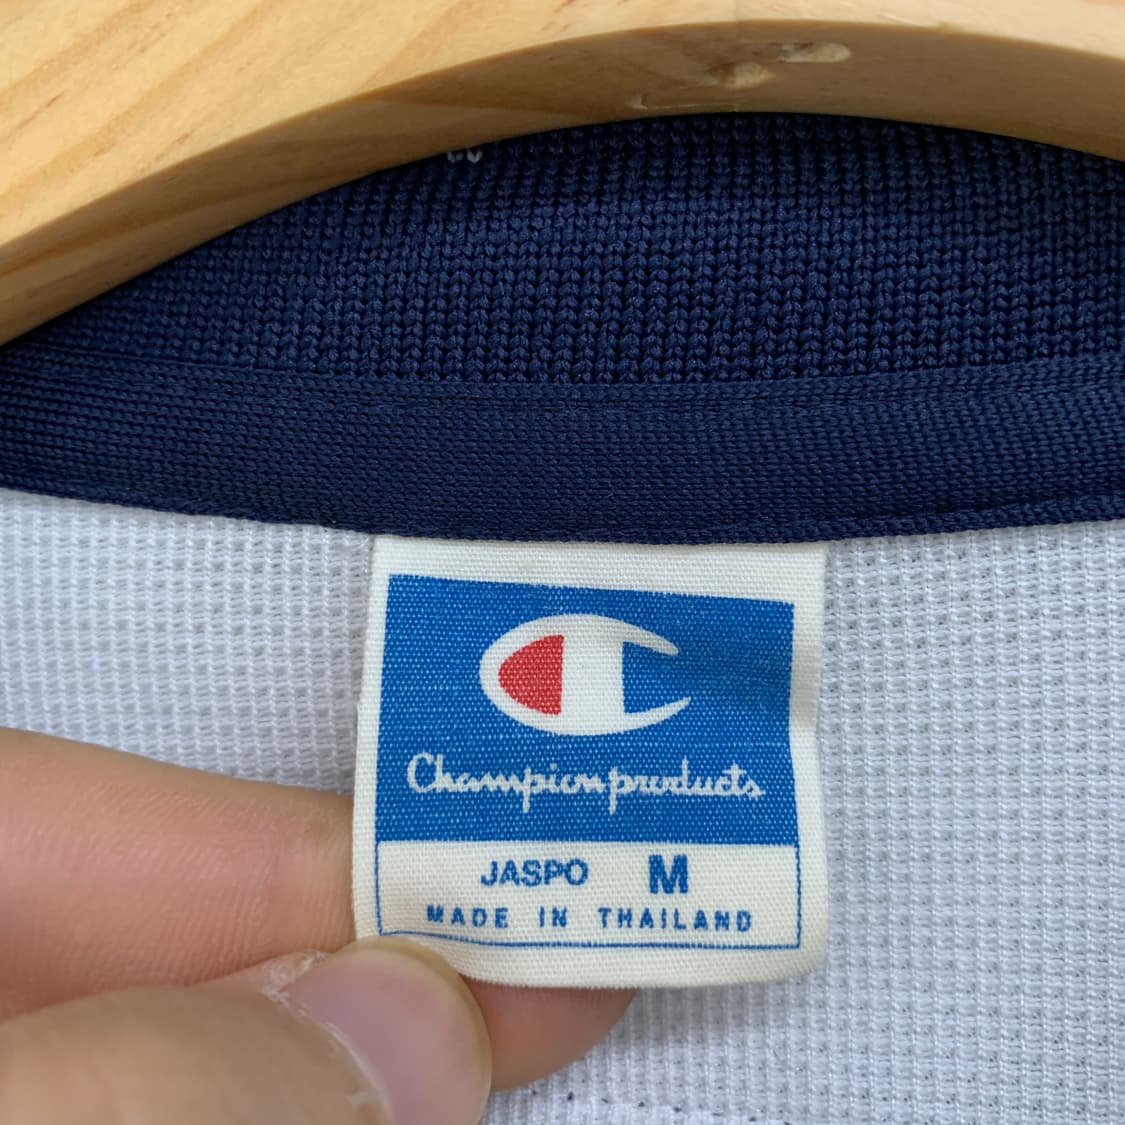 Champion products
JASPO M
MADE IN THAILAND